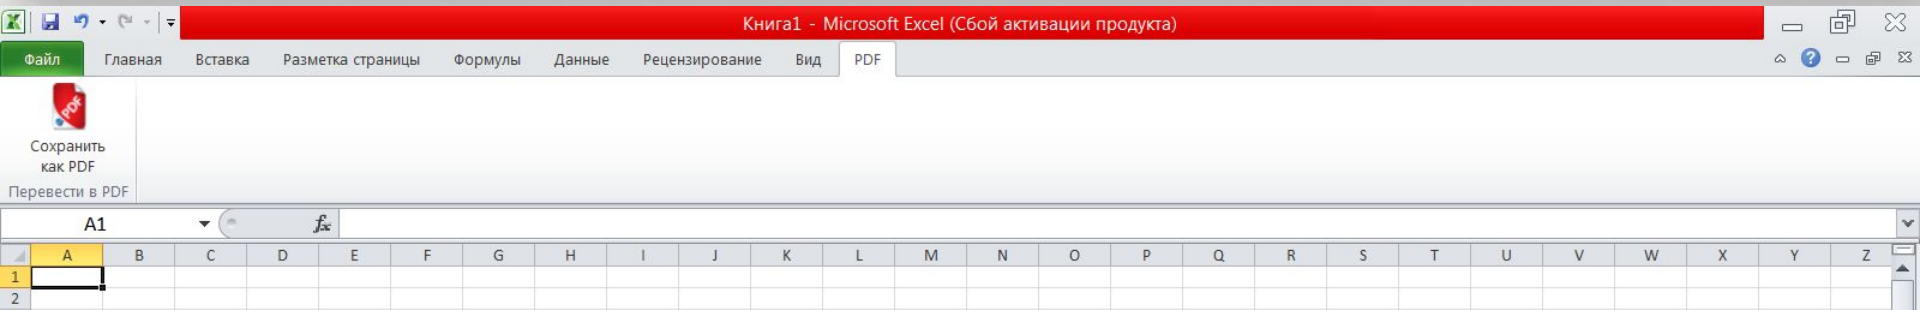 Книга1 - Microsoft Excel (Сбой активации продукта)
Файл Главная Вставка Разметка страницы Формулы Данные Рецензирование Вид PDF
PDF
Сохранить
как PDF
Перевести в PDF
A1 fx
A B C D E F G H I J K L M N O P Q R S T U V W X Y Z
1
2